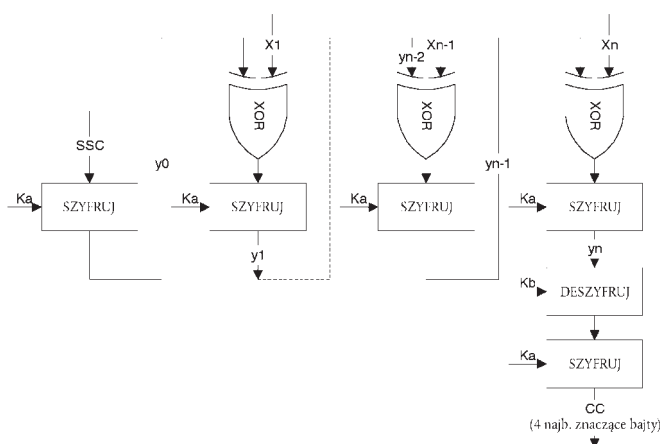 X1
yn-2
Xn-1
Xn
XOR
XOR
XOR
SSC
y0
yn-1
Ka
SZYFRUJ
Ka
SZYFRUJ
Ka
SZYFRUJ
Ka
SZYFRUJ
y1
yn
Kb
DESZYFRUJ
Ka
SZYFRUJ
CC
(4 najb. znaczące bajty)